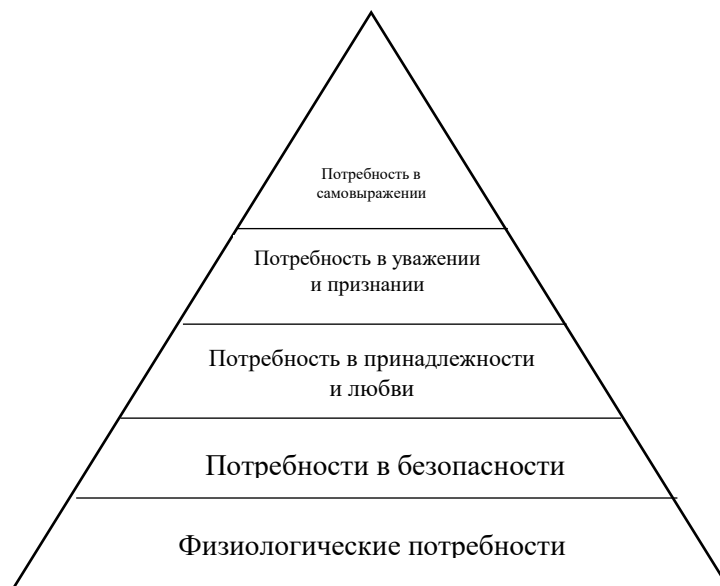 Потребность в
самовыражении
Потребность в уважении
и признании
Потребность в принадлежности
и любви
Потребности в безопасности
Физиологические потребности